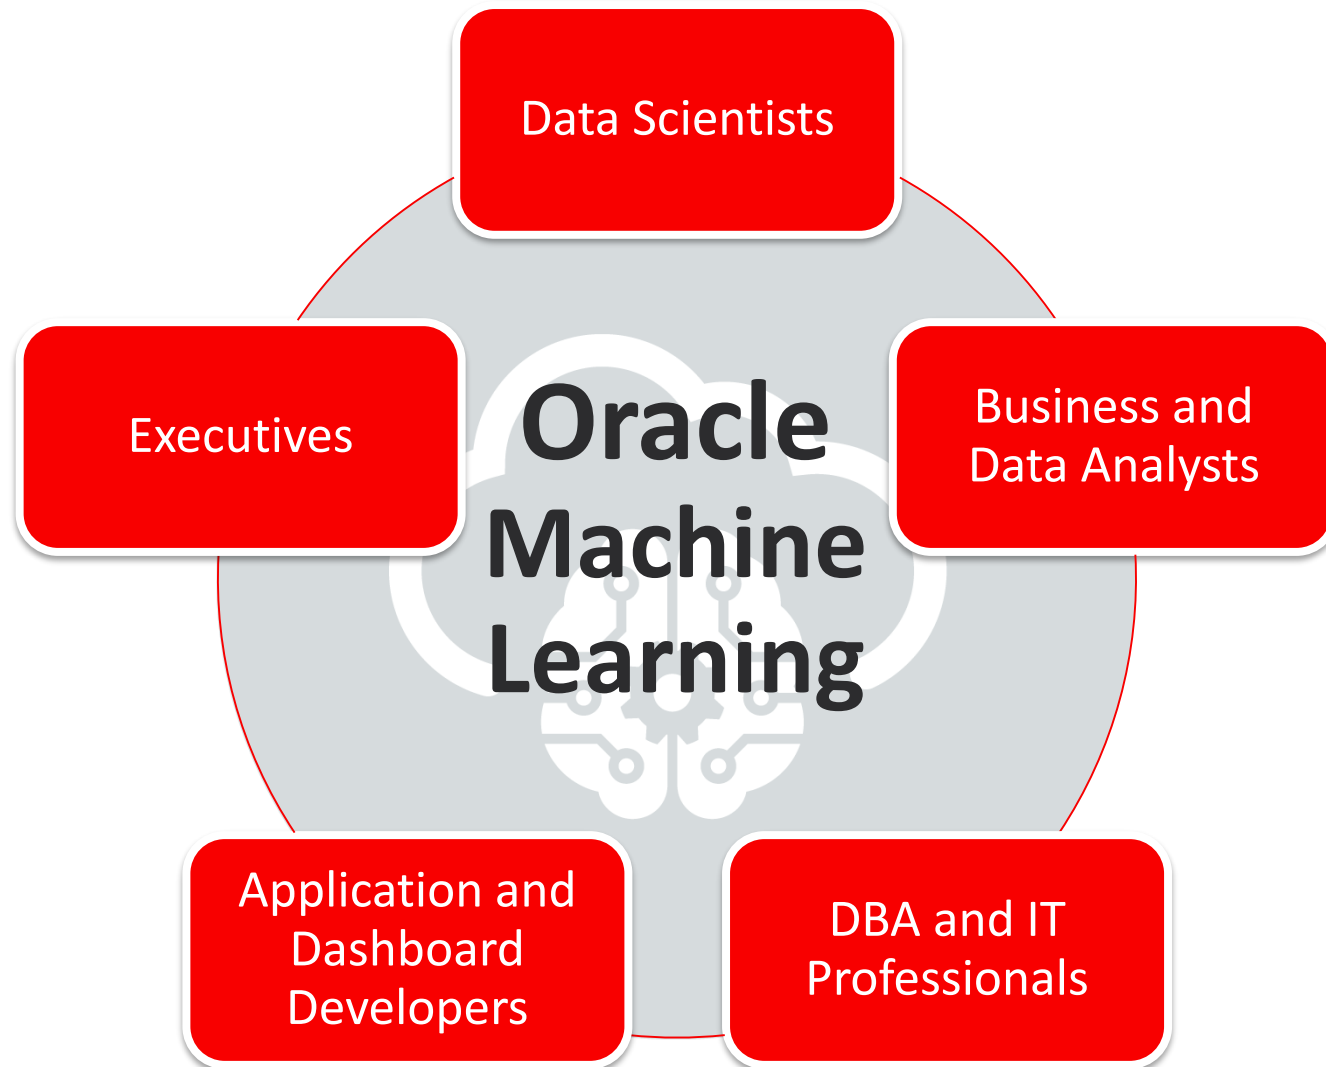 Data Scientists
Executives
Oracle
Machine
Learning
Business and
Data Analysts
Application and
Dashboard
Developers
DBA and IT
Professionals